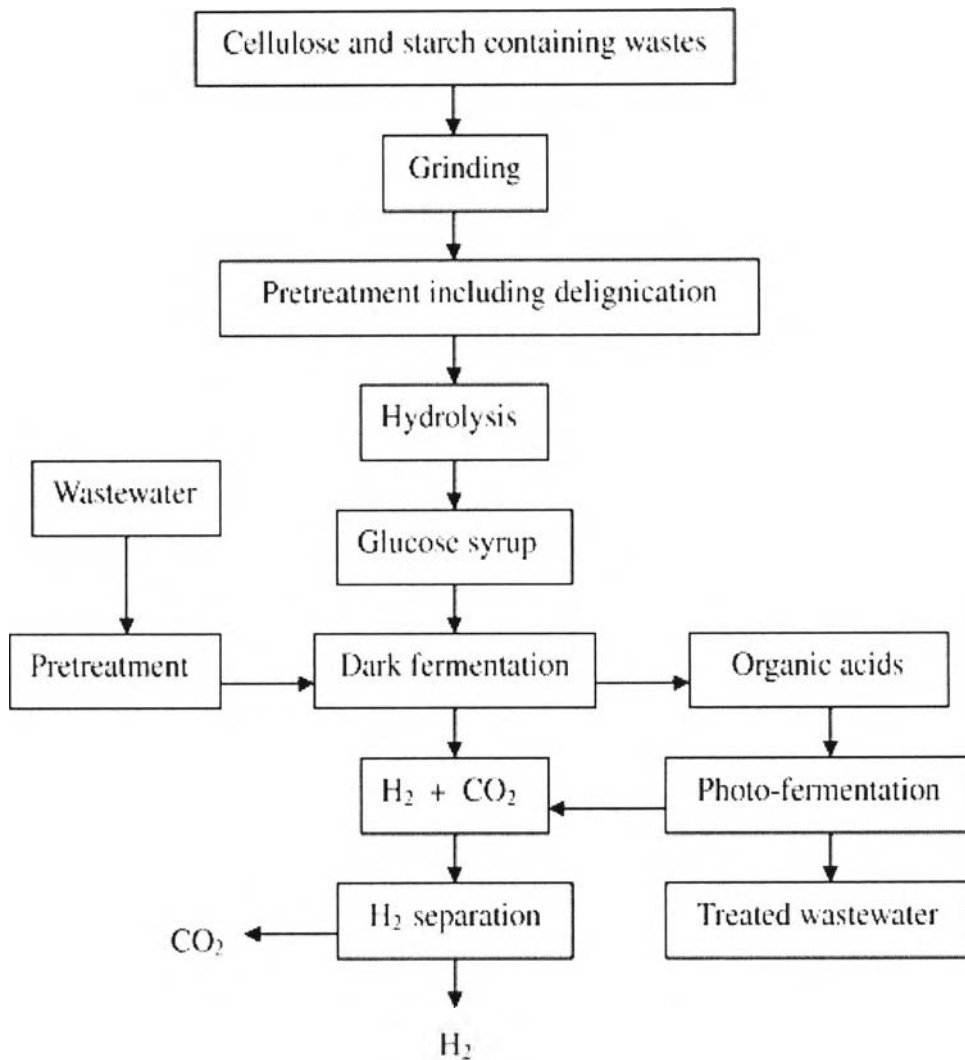 Cellulose and starch containing wastes
Grinding
Pretreatment including delignication
Hydrolysis
Wastewater
Glucose syrup
Pretreatment
Dark fermentation
Organic acids
H₂ + CO₂
Photo-fermentation
H₂ separation
Treated wastewater
CO₂
H₂